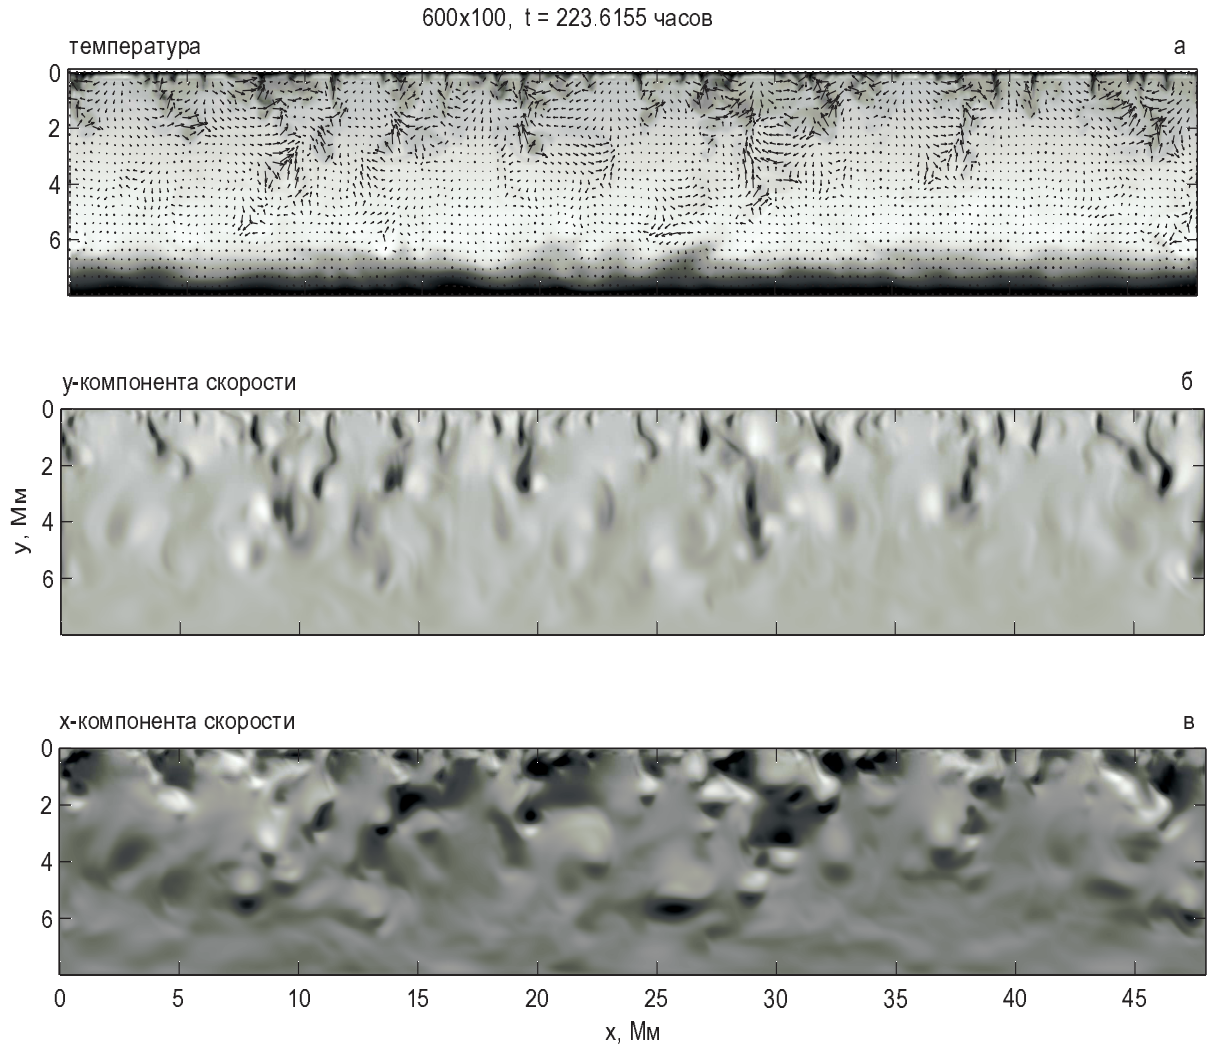 600x100, t = 223.6155 часов
температура а
0
2
4
6
y-компонента скорости б
0
2
4
6
y, Мм
x-компонента скорости в
0
2
4
6
0 5 10 15 20 25 30 35 40 45
x, Мм